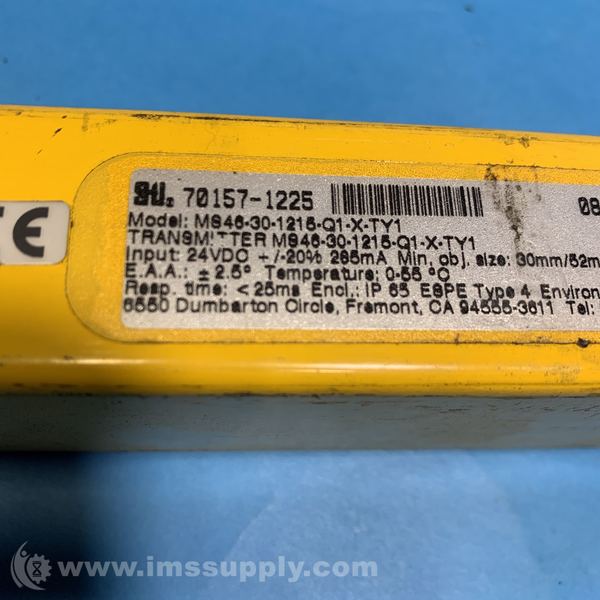 STI® 70157-1225 08
Model: MS46-30-1215-Q1-X-TY1
TRANSMITTER MS46-30-1215-Q1-X-TY1
Input: 24VDC +/-20% 265mA Min. obj. size: 30mm/52m
E.A.A.: ± 2.5° Temperature: 0-55 °C
Resp. time: < 25ms Encl.: IP 65 ESPE Type 4 Environ
6550 Dumbarton Circle, Fremont, CA 94555-3611 Tel:
CE
www.imssupply.com